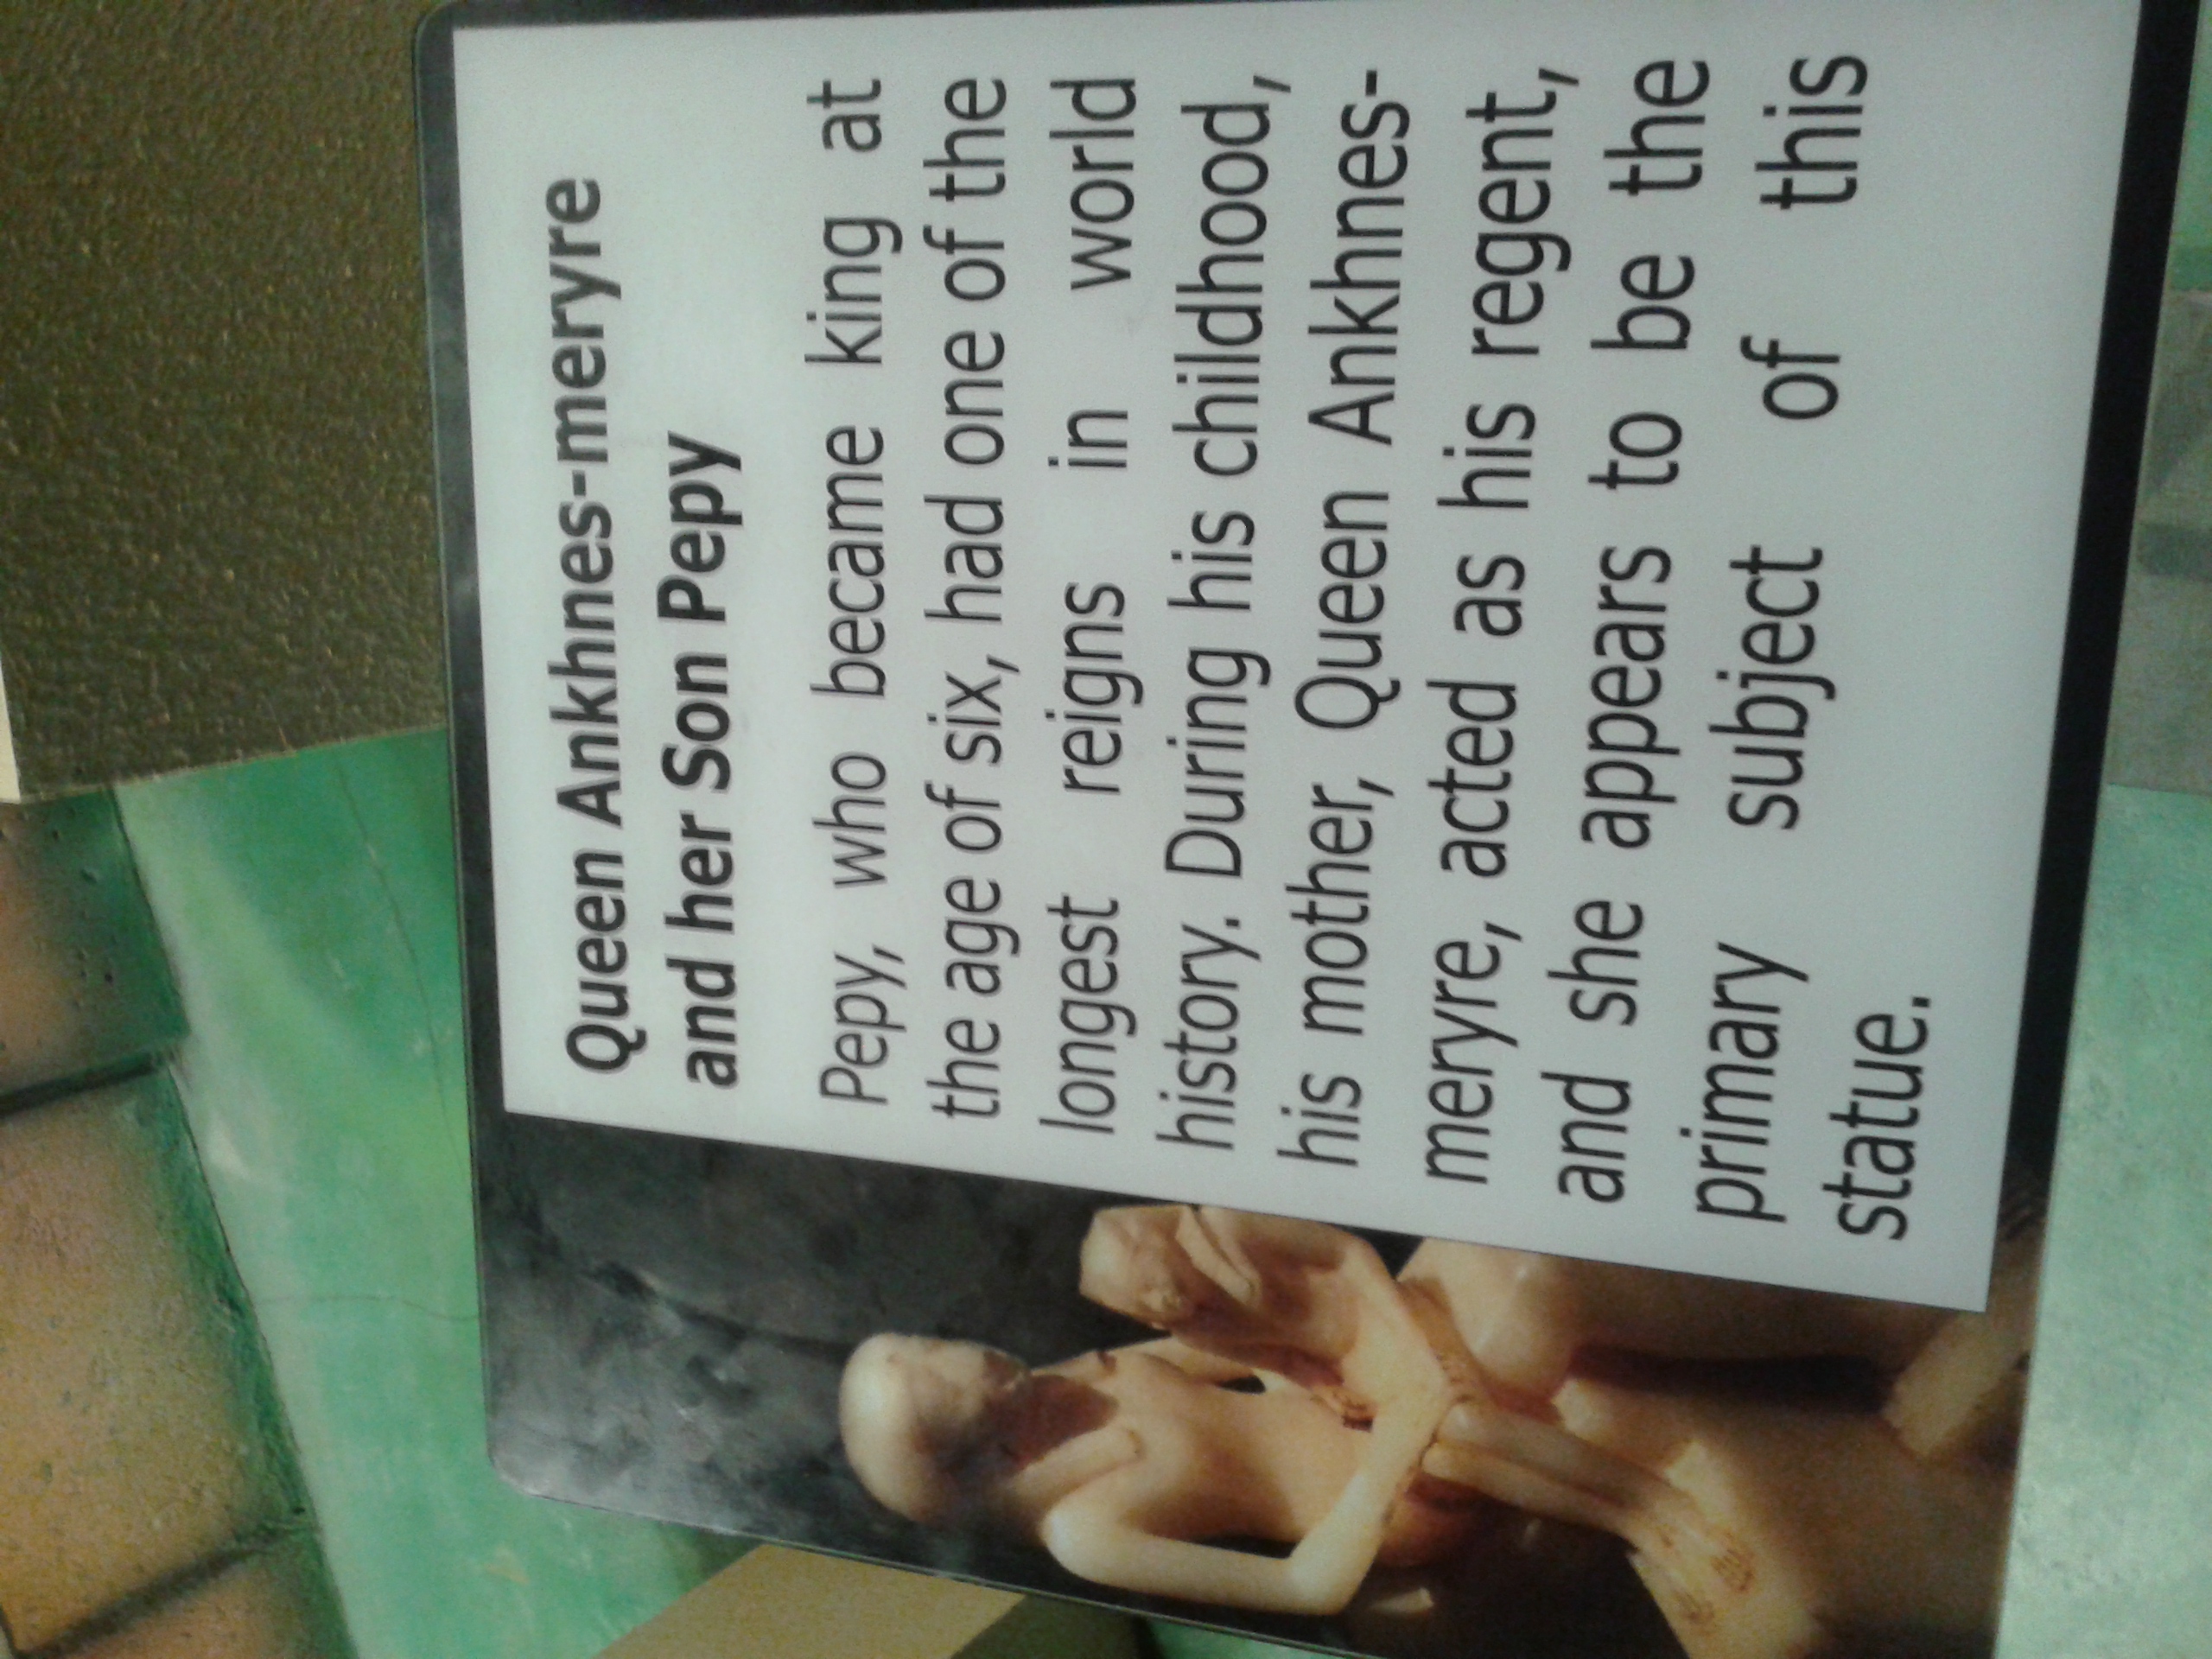 Queen Ankhnes-meryre
and her Son Pepy
Pepy, who became king at
the age of six, had one of the
longest reigns in world
history. During his childhood,
his mother, Queen Ankhnes-
meryre, acted as his regent,
and she appears to be the
primary subject of this
statue.